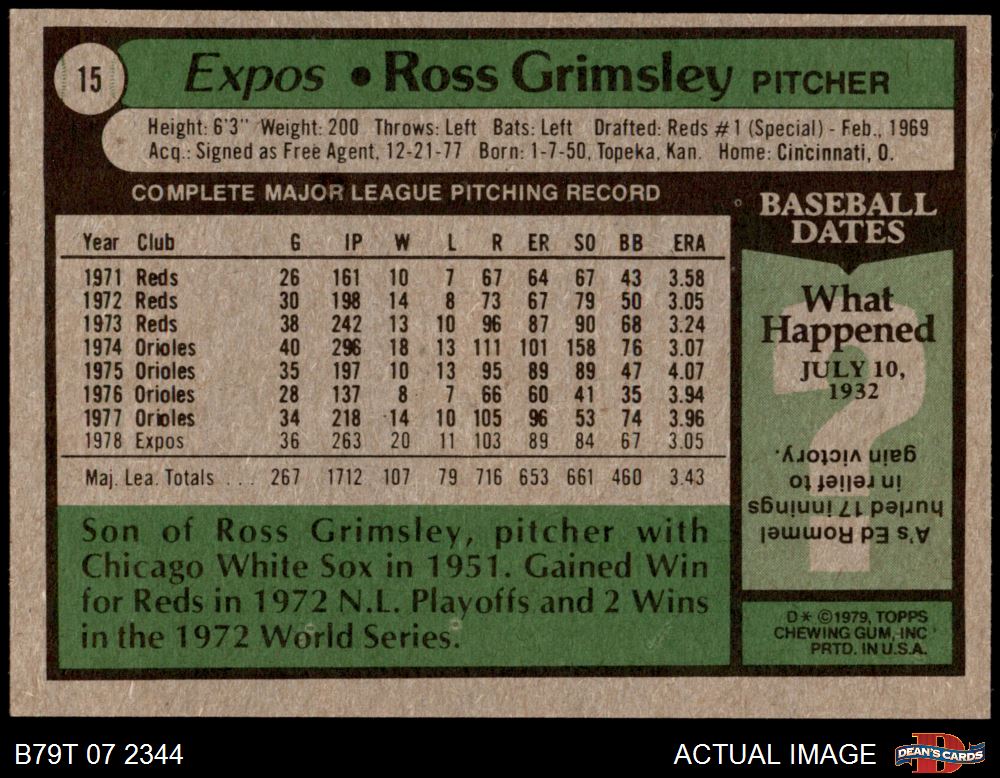 15
Expos • Ross Grimsley PITCHER
Height: 6'3" Weight: 200 Throws: Left Bats: Left Drafted: Reds #1 (Special) - Feb., 1969
Acq.: Signed as Free Agent, 12-21-77 Born: 1-7-50, Topeka, Kan. Home: Cincinnati, O.
COMPLETE MAJOR LEAGUE PITCHING RECORD
Year Club G IP W L R ER SO BB ERA
1971 Reds 26 161 10 7 67 64 67 43 3.58
1972 Reds 30 198 14 8 73 67 79 50 3.05
1973 Reds 38 242 13 10 96 87 90 68 3.24
1974 Orioles 40 296 18 13 111 101 158 76 3.07
1975 Orioles 35 197 10 13 95 89 89 47 4.07
1976 Orioles 28 137 8 7 66 60 41 35 3.94
1977 Orioles 34 218 14 10 105 96 53 74 3.96
1978 Expos 36 263 20 11 103 89 84 67 3.05
Maj. Lea. Totals . . . 267 1712 107 79 716 653 661 460 3.43
Son of Ross Grimsley, pitcher with
Chicago White Sox in 1951. Gained Win
for Reds in 1972 N.L. Playoffs and 2 Wins
in the 1972 World Series.
BASEBALL
DATES
What
Happened
JULY 10,
1932
A's Ed Rommel
hurled 17 innings
in relief to
gain victory.
D* ©1979, TOPPS
CHEWING GUM, INC
PRTD. IN U.S.A.
B79T 07 2344
ACTUAL IMAGE
DEAN'S CARDS